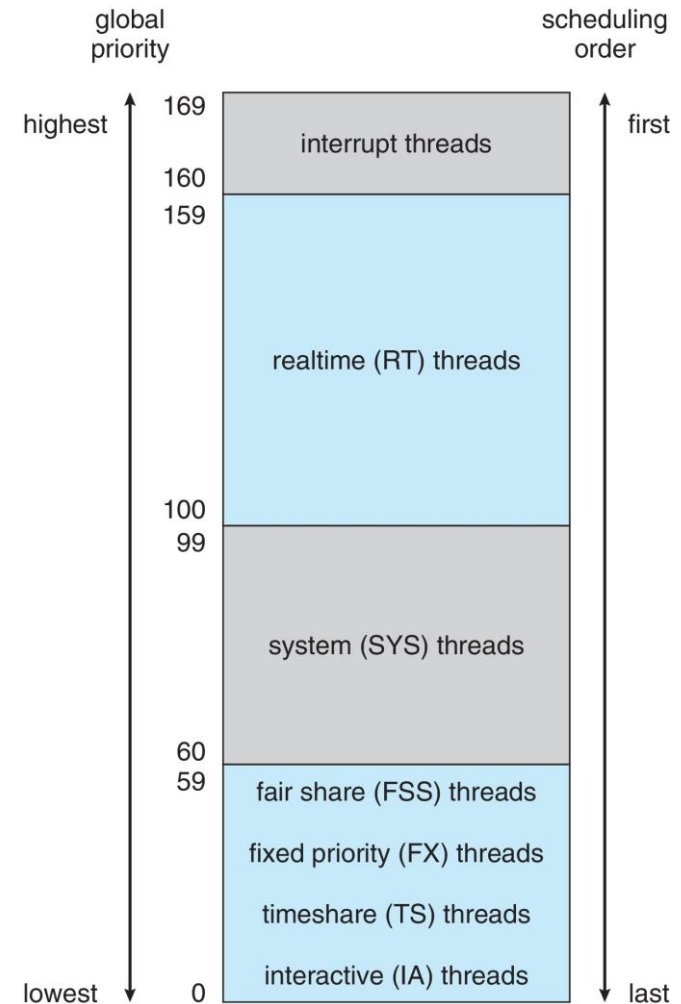 global
priority
scheduling
order
highest
169
interrupt threads
first
160
159
realtime (RT) threads
100
99
system (SYS) threads
60
59
fair share (FSS) threads
fixed priority (FX) threads
timeshare (TS) threads
interactive (IA) threads
lowest
0
last